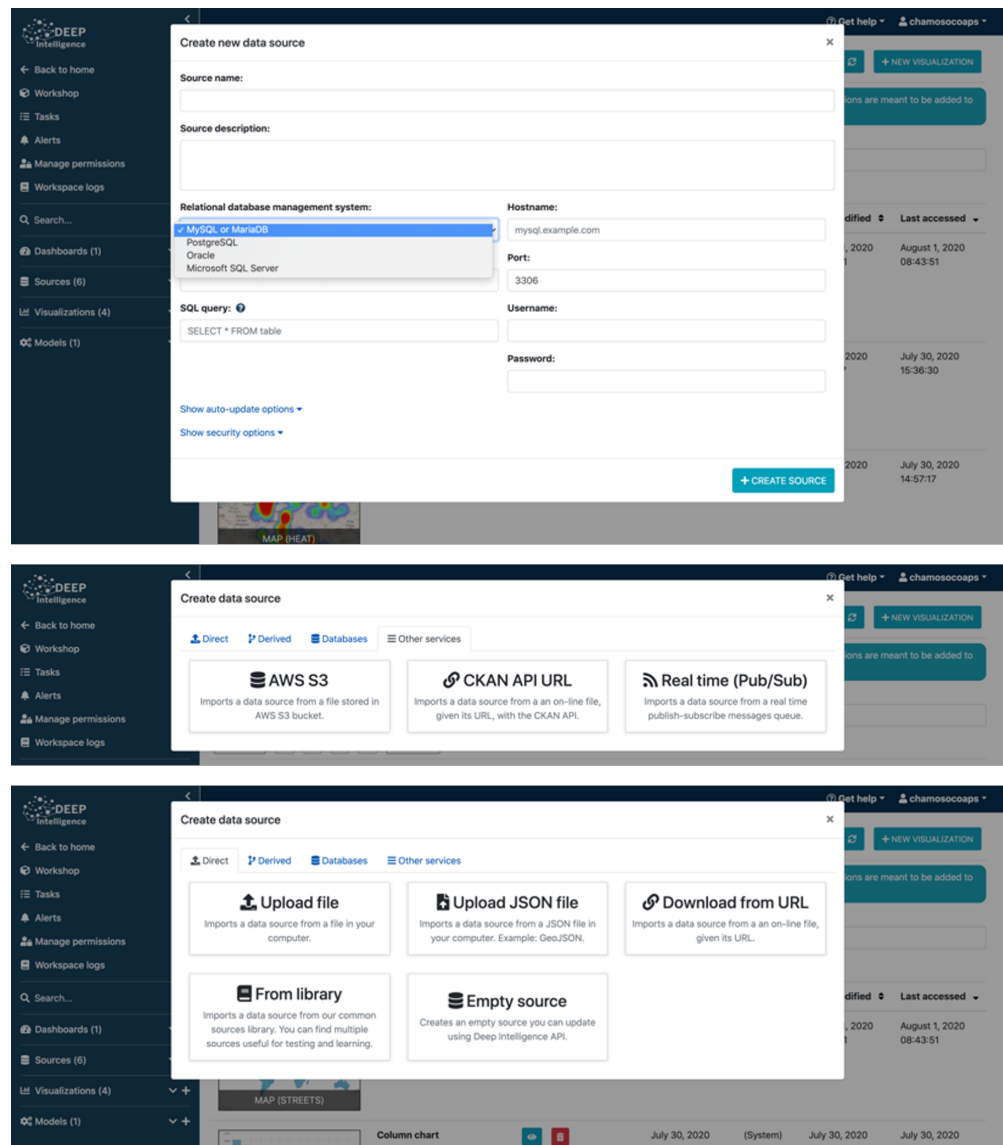 DEEP
Intelligence
Get help
chamosocoaps
Create new data source
×
Back to home
Workshop
Tasks
Alerts
Manage permissions
Workspace logs
Search...
Dashboards (1)
Sources (6)
Visualizations (4)
Models (1)
Source name:
Source description:
Relational database management system:
MySQL or MariaDB
PostgreSQL
Oracle
Microsoft SQL Server
Hostname:
mysql.example.com
Port:
3306
SQL query:
SELECT * FROM table
Username:
Password:
Show auto-update options
Show security options
+ CREATE SOURCE
+ NEW VISUALIZATION
ions are meant to be added to
dified
Last accessed
, 2020
August 1, 2020
08:43:51
2020
July 30, 2020
15:36:30
2020
July 30, 2020
14:57:17
MAP (HEAT)
DEEP
Intelligence
Get help
chamosocoaps
Back to home
Workshop
Tasks
Alerts
Manage permissions
Workspace logs
Create data source
×
Direct
Derived
Databases
Other services
AWS S3
Imports a data source from a file stored in
AWS S3 bucket.
CKAN API URL
Imports a data source from a an on-line file,
given its URL, with the CKAN API.
Real time (Pub/Sub)
Imports a data source from a real time
publish-subscribe messages queue.
+ NEW VISUALIZATION
ions are meant to be added to
DEEP
Intelligence
Get help
chamosocoaps
Back to home
Workshop
Tasks
Alerts
Manage permissions
Workspace logs
Search...
Dashboards (1)
Sources (6)
Visualizations (4)
Models (1)
Create data source
×
Direct
Derived
Databases
Other services
Upload file
Imports a data source from a file in your
computer.
Upload JSON file
Imports a data source from a JSON file in
your computer. Example: GeoJSON.
Download from URL
Imports a data source from a an on-line file,
given its URL.
From library
Imports a data source from our common
sources library. You can find multiple
sources useful for testing and learning.
Empty source
Creates an empty source you can update
using Deep Intelligence API.
+ NEW VISUALIZATION
ions are meant to be added to
dified
Last accessed
, 2020
August 1, 2020
08:43:51
MAP (STREETS)
Column chart
July 30, 2020
(System)
July 30, 2020
July 30, 2020